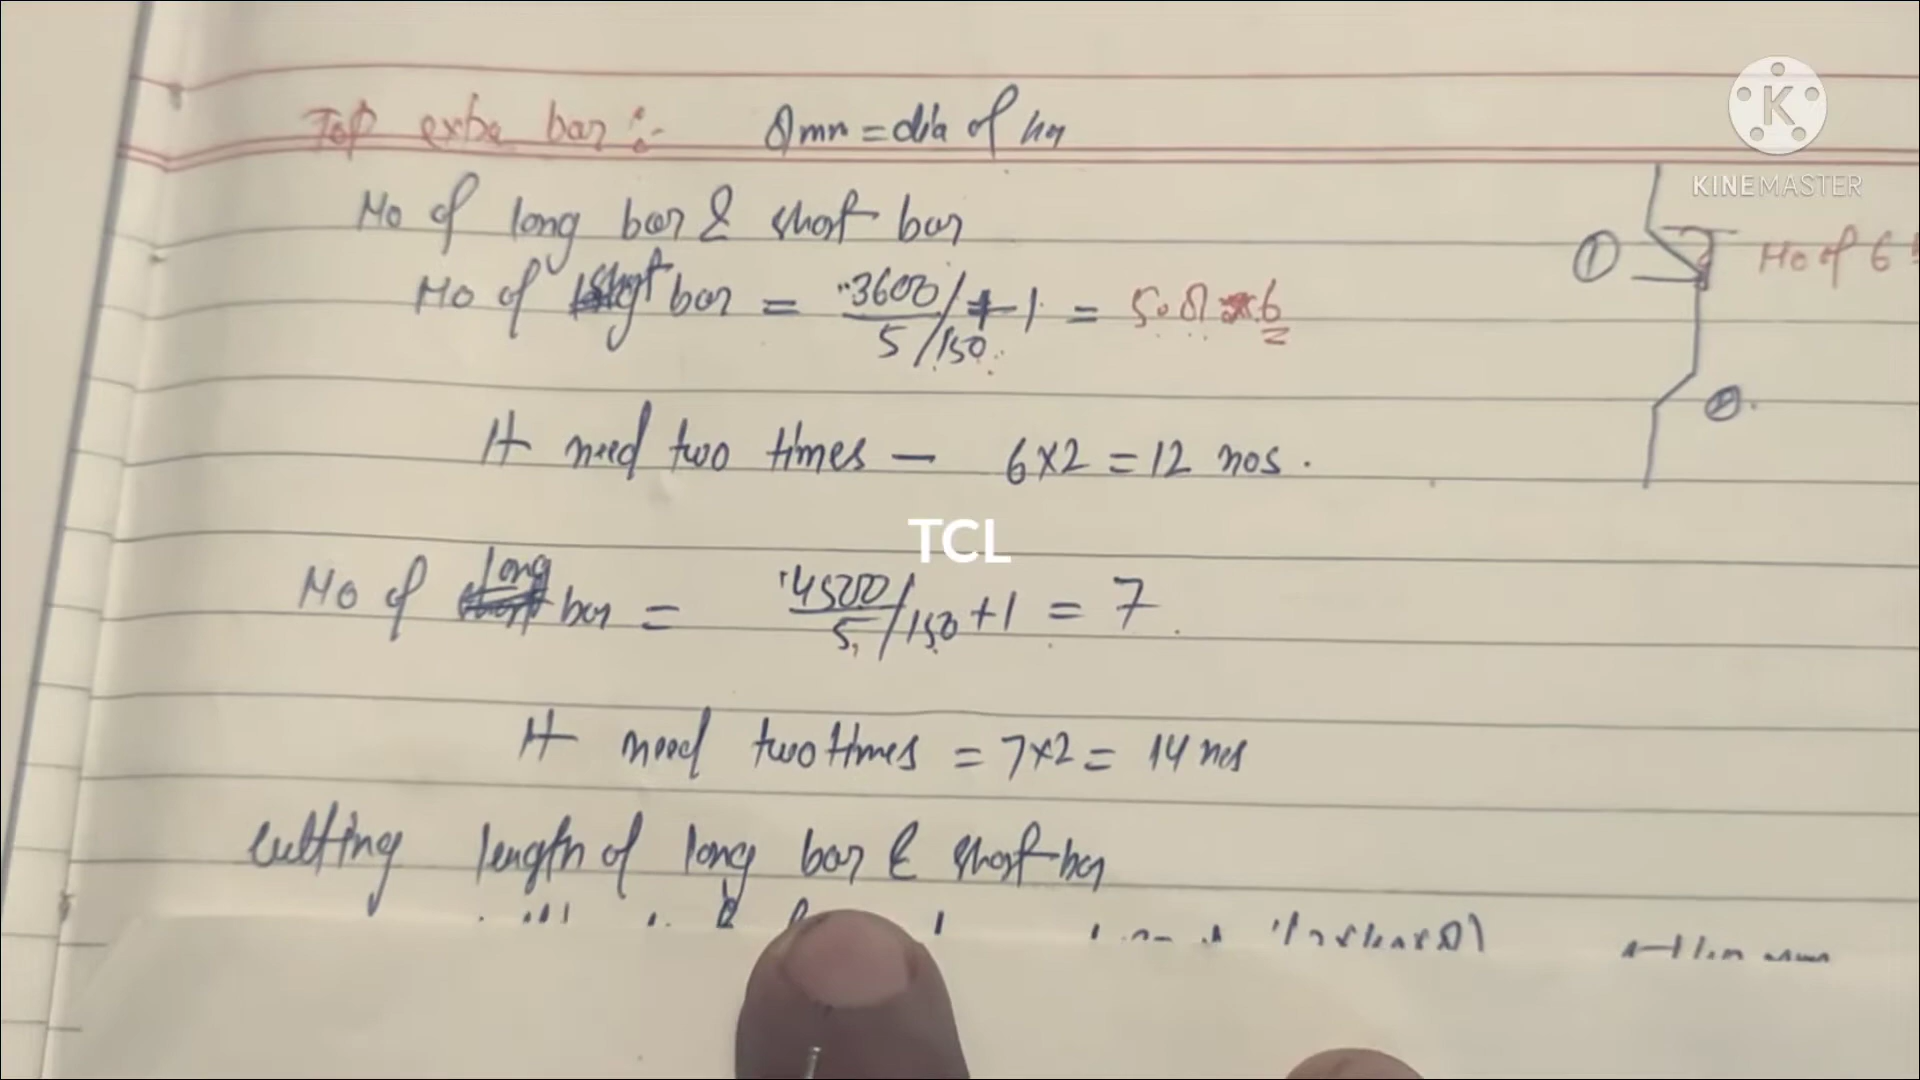 Top extra bar :- 8mm = dia of bar
No of long bar & short bar
No of short bar = 3600/5/150 + 1 = 5.8 ≈ 6
① No of 6
It need two times – 6×2 = 12 nos.
②.
TCL
No of long bar = 4500/5/150 + 1 = 7
It need two times = 7×2 = 14 nos
cutting length of long bar & short bar
K
KINEMASTER